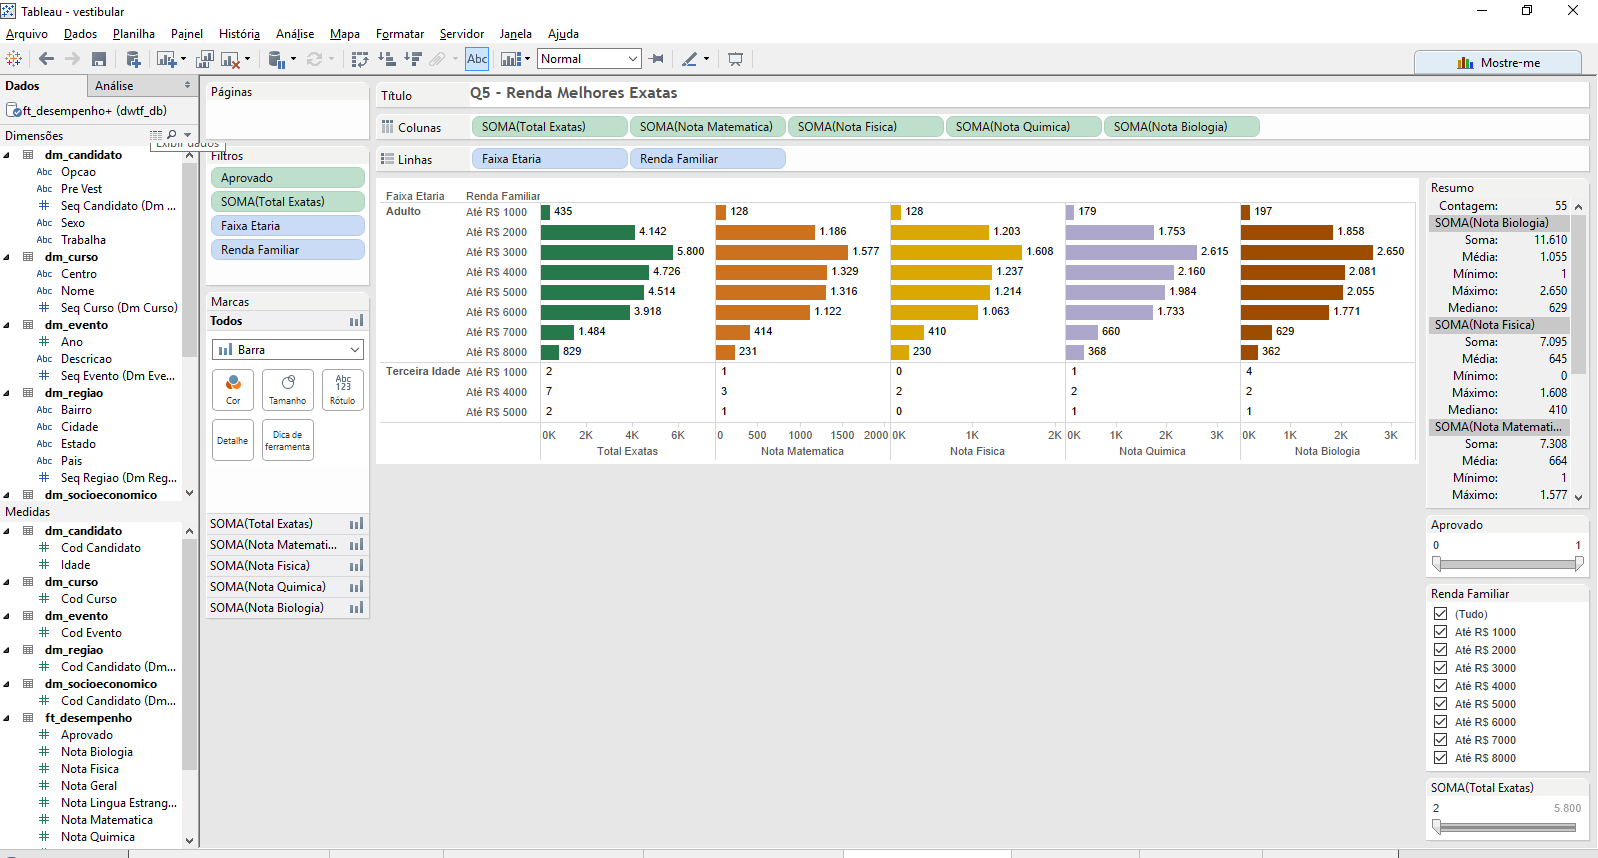 Tableau - vestibular
Arquivo Dados Planilha Painel História Análise Mapa Formatar Servidor Janela Ajuda
Abc Normal Mostre-me
Dados Análise
ft_desempenho+ (dwtf_db)
Dimensões
Exibir dados
dm_candidato
Abc Opcao
Abc Pre Vest
Abc Seq Candidato (Dm ...
Abc Sexo
Abc Trabalha
dm_curso
Abc Centro
Abc Nome
# Seq Curso (Dm Curso)
dm_evento
# Ano
Abc Descricao
# Seq Evento (Dm Eve...
dm_regiao
Abc Bairro
Abc Cidade
Abc Estado
Abc Pais
# Seq Regiao (Dm Reg...
dm_socioeconomico
Medidas
dm_candidato
# Cod Candidato
# Idade
dm_curso
# Cod Curso
dm_evento
# Cod Evento
dm_regiao
# Cod Candidato (Dm...
dm_socioeconomico
# Cod Candidato (Dm...
ft_desempenho
# Aprovado
# Nota Biologia
# Nota Fisica
# Nota Geral
# Nota Lingua Estrang...
# Nota Matematica
# Nota Quimica
Páginas
Filtros
Aprovado
SOMA(Total Exatas)
Faixa Etaria
Renda Familiar
Marcas
Todos
Barra
Cor Tamanho Abc 123 Rótulo
Detalhe Dica de ferramenta
SOMA(Total Exatas)
SOMA(Nota Matemati...
SOMA(Nota Fisica)
SOMA(Nota Quimica)
SOMA(Nota Biologia)
Título Q5 - Renda Melhores Exatas
Colunas SOMA(Total Exatas) SOMA(Nota Matematica) SOMA(Nota Fisica) SOMA(Nota Quimica) SOMA(Nota Biologia)
Linhas Faixa Etaria Renda Familiar
Faixa Etaria Renda Familiar
Adulto Até R$ 1000 435 128 128 179 197
Até R$ 2000 4.142 1.186 1.203 1.753 1.858
Até R$ 3000 5.800 1.577 1.608 2.615 2.650
Até R$ 4000 4.726 1.329 1.237 2.160 2.081
Até R$ 5000 4.514 1.316 1.214 1.984 2.055
Até R$ 6000 3.918 1.122 1.063 1.733 1.771
Até R$ 7000 1.484 414 410 660 629
Até R$ 8000 829 231 230 368 362
Terceira Idade Até R$ 1000 2 1 0 1 4
Até R$ 4000 7 3 2 2 2
Até R$ 5000 2 1 0 1 1
0K 2K 4K 6K 0 500 1000 1500 2000 0K 1K 2K 0K 1K 2K 3K 0K 1K 2K 3K
Total Exatas Nota Matematica Nota Fisica Nota Quimica Nota Biologia
Resumo
Contagem: 55
SOMA(Nota Biologia)
Soma: 11.610
Média: 1.055
Mínimo: 1
Máximo: 2.650
Mediano: 629
SOMA(Nota Fisica)
Soma: 7.095
Média: 645
Mínimo: 0
Máximo: 1.608
Mediano: 410
SOMA(Nota Matemati...
Soma: 7.308
Média: 664
Mínimo: 1
Máximo: 1.577
Aprovado
0 1
Renda Familiar
(Tudo)
Até R$ 1000
Até R$ 2000
Até R$ 3000
Até R$ 4000
Até R$ 5000
Até R$ 6000
Até R$ 7000
Até R$ 8000
SOMA(Total Exatas)
2 5.800